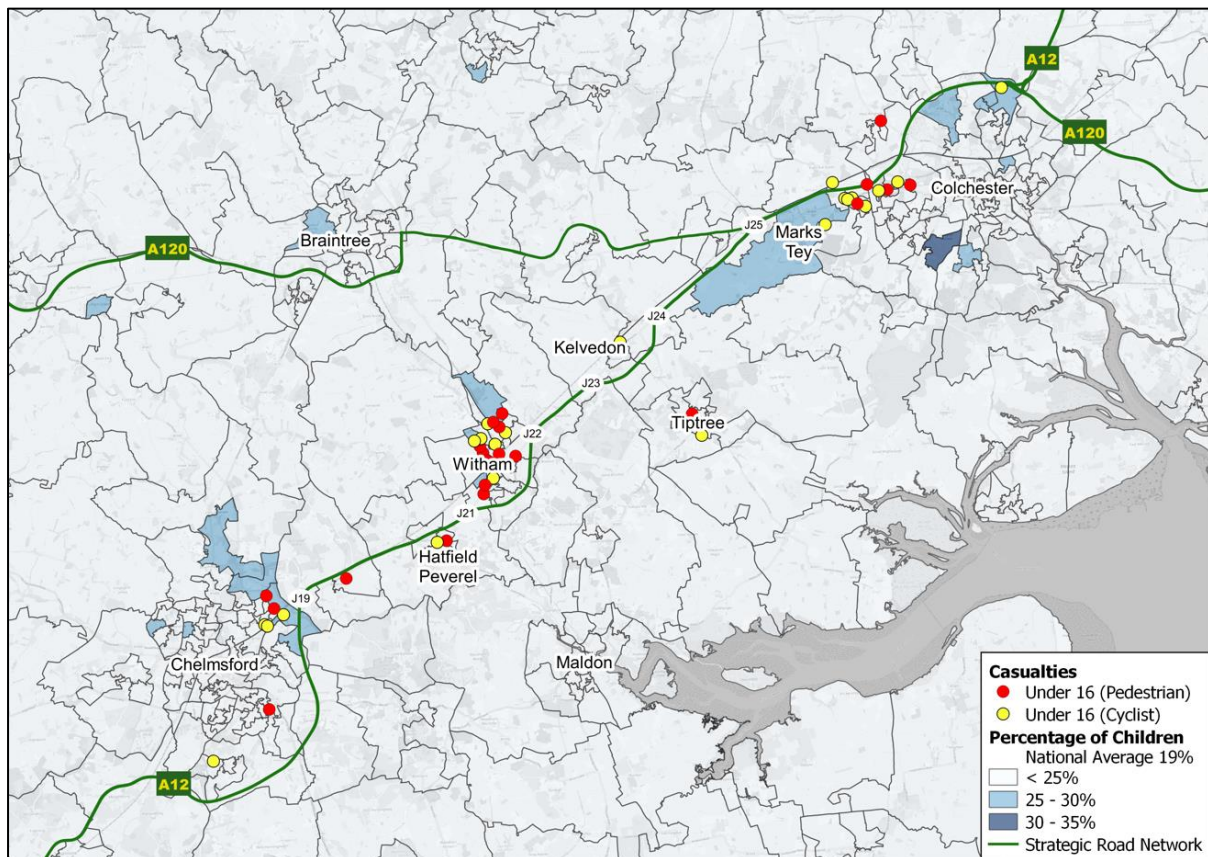 A12
A120
Colchester
J25
Marks
Tey
A120
Braintree
J24
Kelvedon
J23
Tiptree
J22
Witham
J21
Hatfield
Peverel
J19
Chelmsford
Maldon
A12
Casualties
Under 16 (Pedestrian)
Under 16 (Cyclist)
Percentage of Children
National Average 19%
< 25%
25 - 30%
30 - 35%
Strategic Road Network